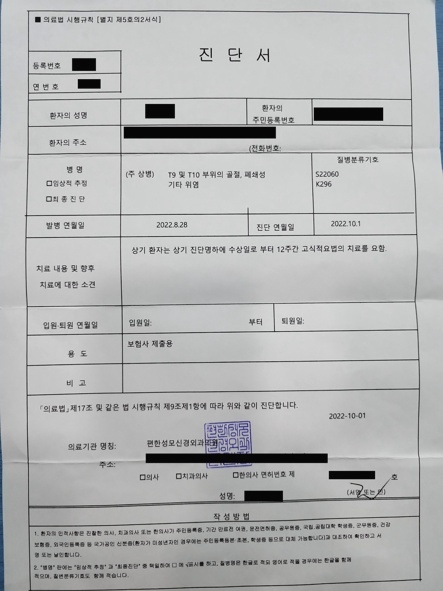 ■ 의료법 시행규칙 [별지 제5호의2서식]
진 단 서
등록번호
연 번 호
환자의 성명
환자의
주민등록번호
환자의 주소
(전화번호:
병 명
□임상적 추정
□최 종 진 단
(주 상병) T9 및 T10 부위의 골절, 폐쇄성
기타 위염
질병분류기호
S22060
K296
발병 연월일 2022.8.28 진단 연월일 2022.10.1
치료 내용 및 향후
치료에 대한 소견
상기 환자는 상기 진단명하에 수상일로 부터 12주간 고식적요법의 치료를 요함.
입원·퇴원 연월일 입원일: 부터 퇴원일:
용 도 보험사 제출용
비 고
「의료법」제17조 및 같은 법 시행규칙 제9조제1항에 따라 위와 같이 진단합니다.
2022-10-01
의료기관 명칭: 편한성모신경외과의원
주소:
□의사 □치과의사 □한의사 면허번호 제 호
성명: (서명 또는 인)
작 성 방 법
1. 환자의 인적사항은 진찰한 의사, 치과의사 또는 한의사가 주민등록증, 기간 만료전 여권, 운전면허증, 공무원증, 국립.공립대학 학생증, 군무원증, 건강
보험증, 외국인등록증 등 국가공인 신분증(환자가 미성년자인 경우에는 주민등록등본·초본, 학생증 등으로 대체 가능합니다)과 대조하여 확인하고 서
명 또는 날인합니다.
2. "병명" 란에는 "임상적 추정" 과 "최종진단" 중 택일하여 □ 에 √표시를 하고, 질병명은 한글로 적되 영어로 적을 경우에는 한글을 함께
적으며, 질병분류기호도 함께 적습니다.